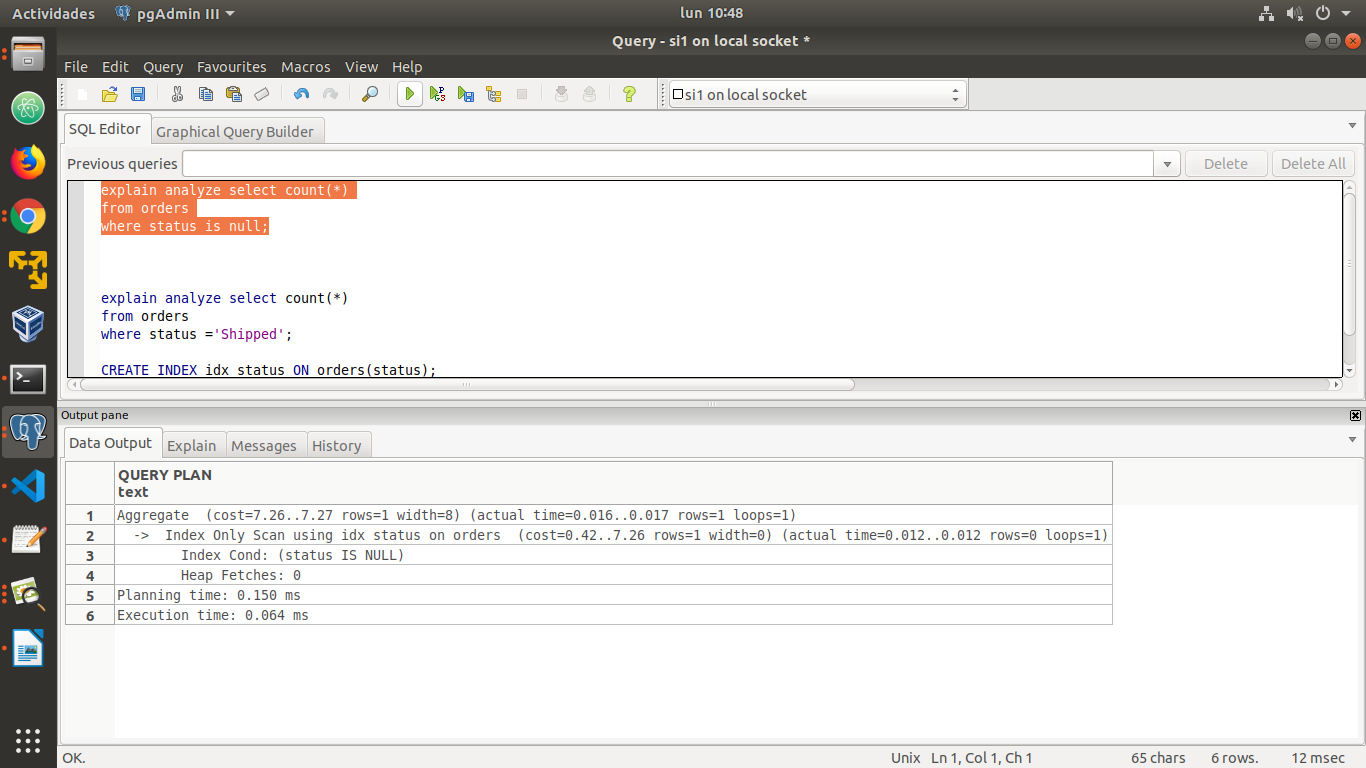 Actividades pgAdmin III lun 10:48
Query - si1 on local socket *
File Edit Query Favourites Macros View Help
si1 on local socket
SQL Editor Graphical Query Builder
Previous queries Delete Delete All
explain analyze select count(*)
from orders
where status is null;
explain analyze select count(*)
from orders
where status ='Shipped';
CREATE INDEX idx_status ON orders(status);
Output pane
Data Output Explain Messages History
QUERY PLAN
text
1 Aggregate (cost=7.26..7.27 rows=1 width=8) (actual time=0.016..0.017 rows=1 loops=1)
2 -> Index Only Scan using idx_status on orders (cost=0.42..7.26 rows=1 width=0) (actual time=0.012..0.012 rows=0 loops=1)
3 Index Cond: (status IS NULL)
4 Heap Fetches: 0
5 Planning time: 0.150 ms
6 Execution time: 0.064 ms
OK. Unix Ln 1, Col 1, Ch 1 65 chars 6 rows. 12 msec